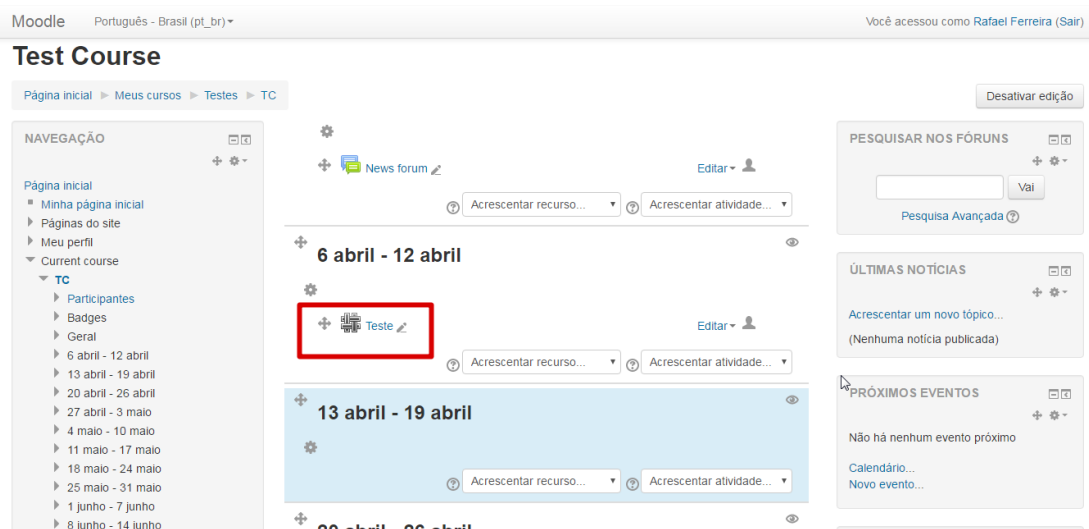 Moodle Português - Brasil (pt_br) Você acessou como Rafael Ferreira (Sair)
Test Course
Página inicial Meus cursos Testes TC
Desativar edição
NAVEGAÇÃO
Página inicial
Minha página inicial
Páginas do site
Meu perfil
Current course
TC
Participantes
Badges
Geral
6 abril - 12 abril
13 abril - 19 abril
20 abril - 26 abril
27 abril - 3 maio
4 maio - 10 maio
11 maio - 17 maio
18 maio - 24 maio
25 maio - 31 maio
1 junho - 7 junho
8 junho - 14 junho
News forum Editar
Acrescentar recurso... Acrescentar atividade...
6 abril - 12 abril
Teste Editar
Acrescentar recurso... Acrescentar atividade...
13 abril - 19 abril
Acrescentar recurso... Acrescentar atividade...
20 abril - 26 abril
PESQUISAR NOS FÓRUNS
Vai
Pesquisa Avançada
ÚLTIMAS NOTÍCIAS
Acrescentar um novo tópico...
(Nenhuma notícia publicada)
PRÓXIMOS EVENTOS
Não há nenhum evento próximo
Calendário...
Novo evento...